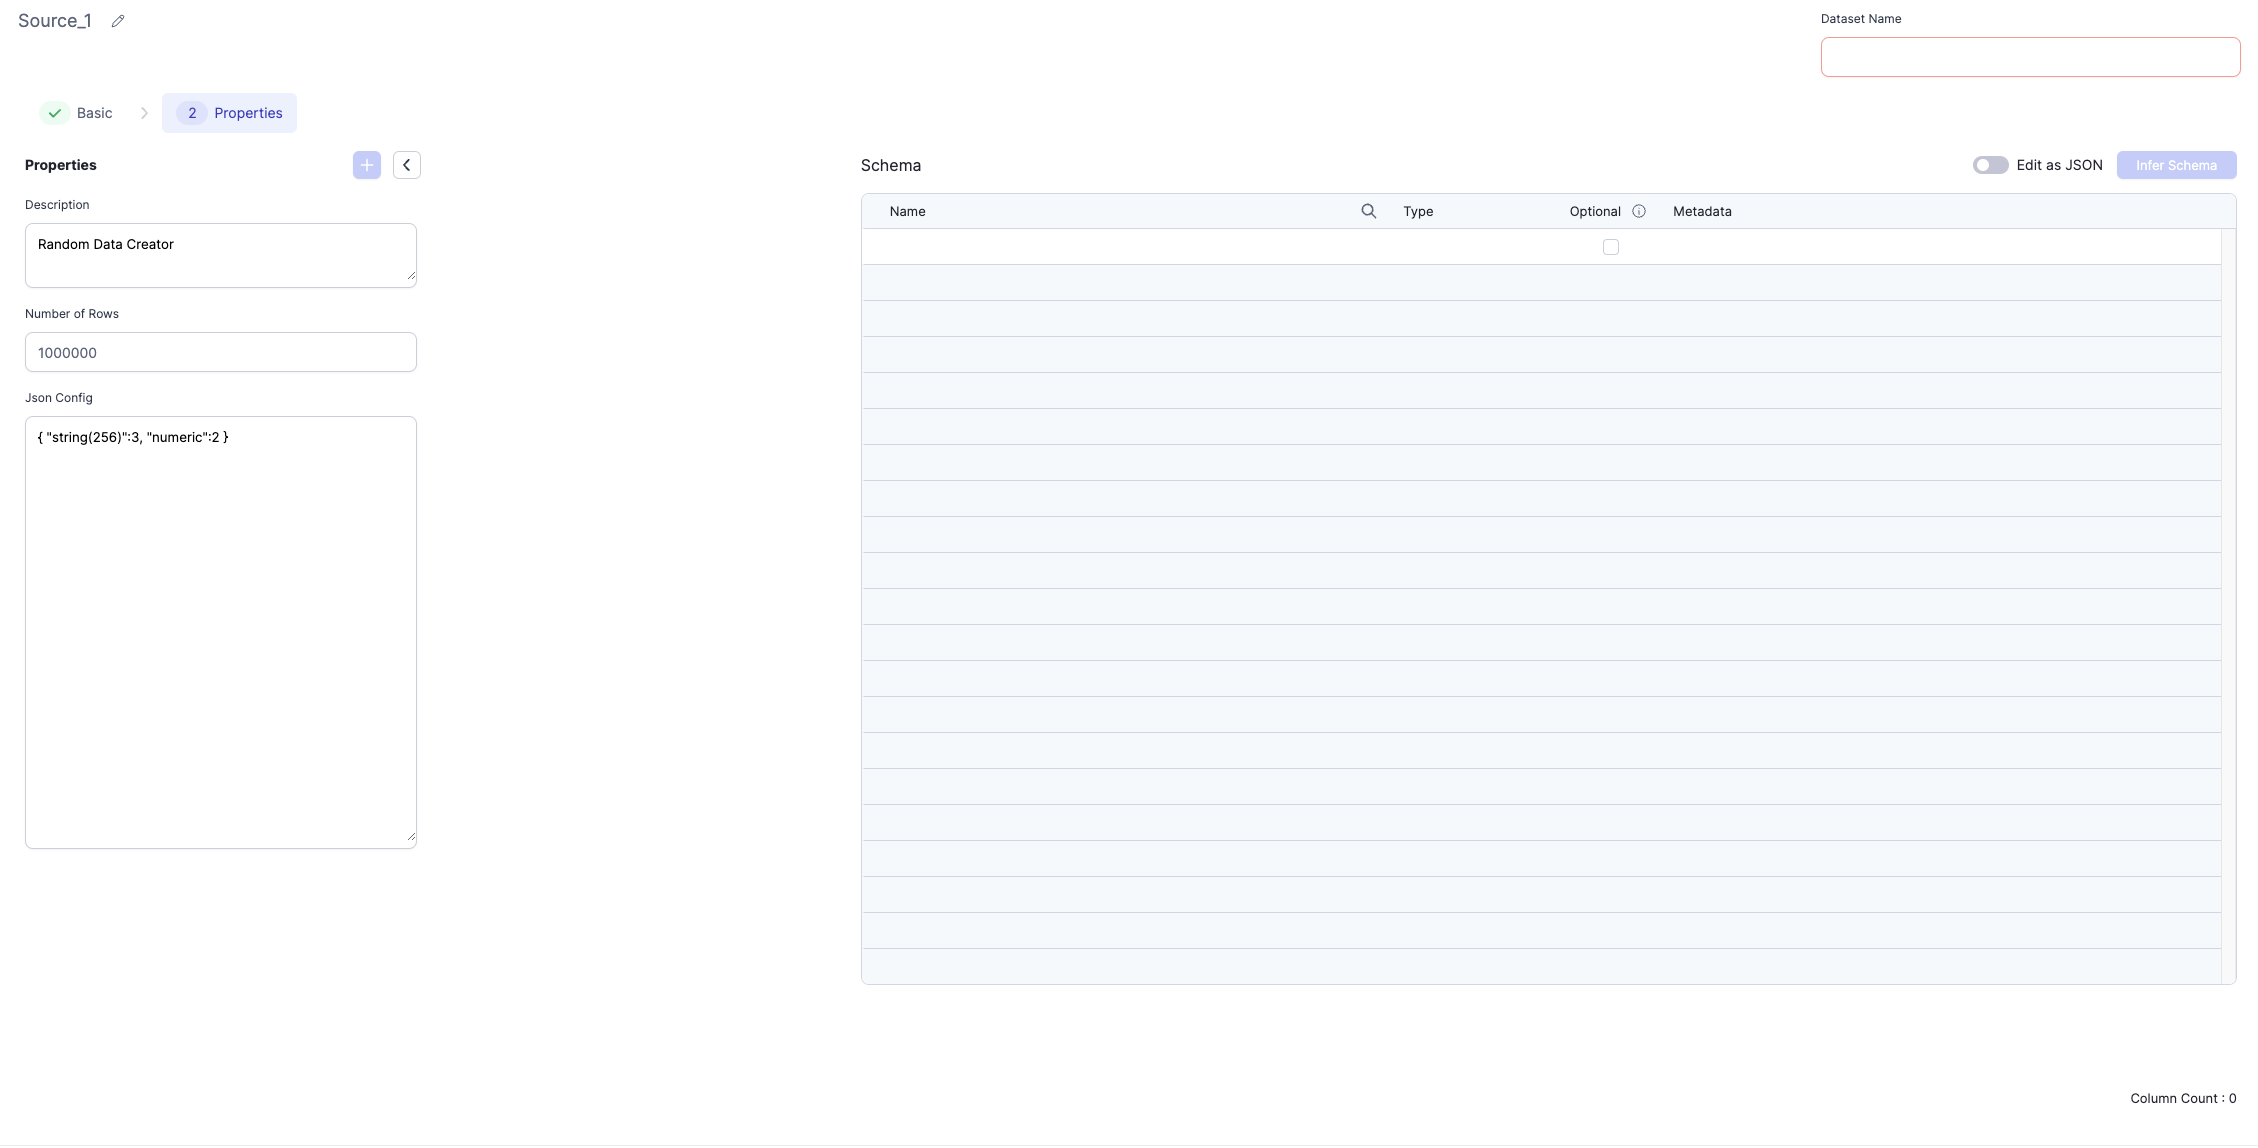 Source_1
Dataset Name
Basic
2 Properties
Properties
Schema
Edit as JSON
Infer Schema
Description
Name
Type
Optional
Metadata
Random Data Creator
Number of Rows
1000000
Json Config
{ "string(256)":3, "numeric":2 }
Column Count : 0